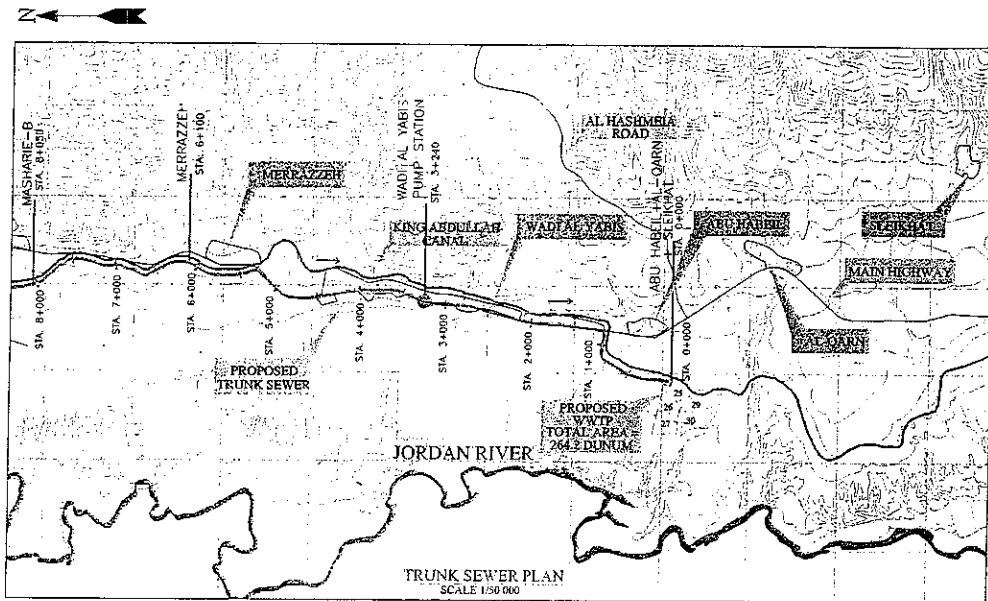 N
MASHARIE-B
STA. 8+050
MERRAZZEH
STA. 6+100
MERRAZZEH
WADI AL YABIS
PUMP STATION
STA. 3+240
KING ABDULLAH
CANAL
WADI AL YABIS
AL HASHMEIA
ROAD
ABU HABEIL-AL-QARN-
SLEIKHAT
STA. 0+000
ABU HABEIL
SLEIKHAT
MAIN HIGHWAY
AL QARN
STA. 8+000
STA. 7+000
STA. 6+000
STA. 5+000
STA. 4+000
STA. 3+000
STA. 2+000
STA. 1+000
STA. 0+000
PROPOSED
TRUNK SEWER
PROPOSED
WWTP
TOTAL AREA
264.2 DUNUM
26
27
29
30
JORDAN RIVER
TRUNK SEWER PLAN
SCALE 1/50 000